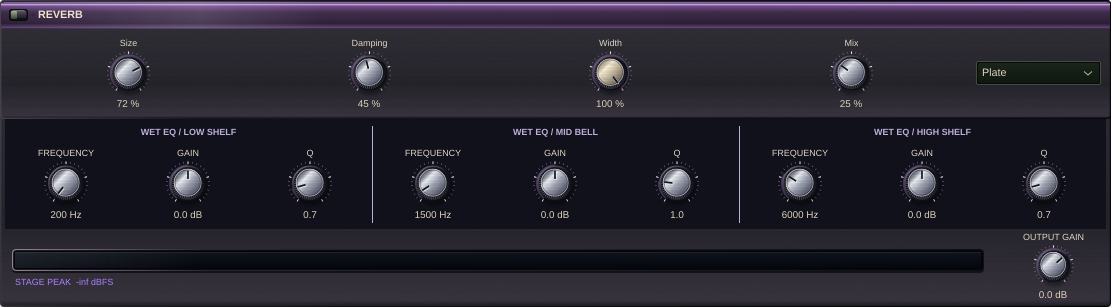 REVERB
Size Damping Width Mix
Plate
72 % 45 % 100 % 25 %
WET EQ / LOW SHELF WET EQ / MID BELL WET EQ / HIGH SHELF
FREQUENCY GAIN Q FREQUENCY GAIN Q FREQUENCY GAIN Q
200 Hz 0.0 dB 0.7 1500 Hz 0.0 dB 1.0 6000 Hz 0.0 dB 0.7
OUTPUT GAIN
STAGE PEAK -inf dBFS
0.0 dB